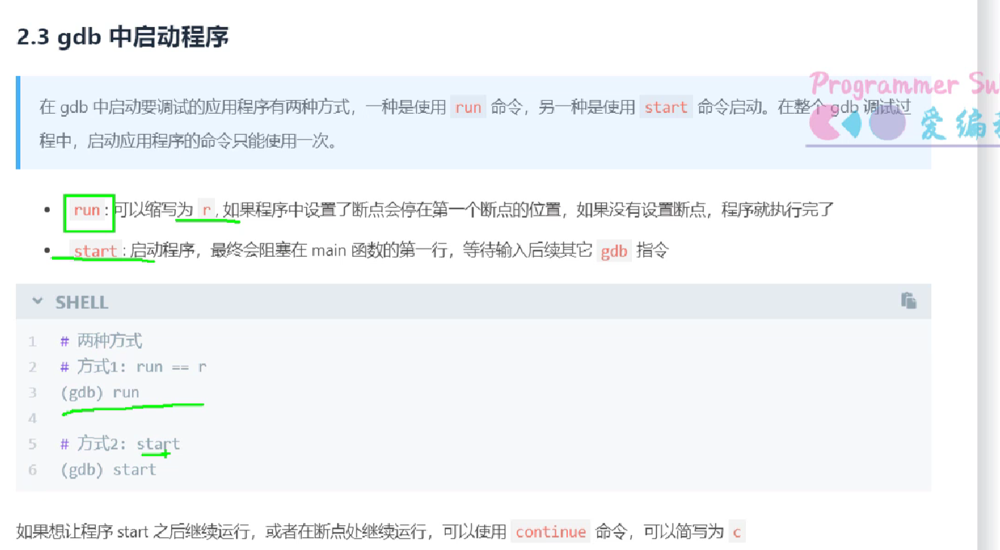 2.3 gdb 中启动程序
Programmer Su
在 gdb 中启动要调试的应用程序有两种方式，一种是使用 run 命令，另一种是使用 start 命令启动。在整个 gdb 调试过
爱编
程中，启动应用程序的命令只能使用一次。
run : 可以缩写为 r , 如果程序中设置了断点会停在第一个断点的位置，如果没有设置断点，程序就执行完了
start : 启动程序，最终会阻塞在 main 函数的第一行，等待输入后续其它 gdb 指令
SHELL
1 # 两种方式
2 # 方式1: run == r
3 (gdb) run
4
5 # 方式2: start
6 (gdb) start
如果想让程序 start 之后继续运行，或者在断点处继续运行，可以使用 continue 命令，可以简写为 c